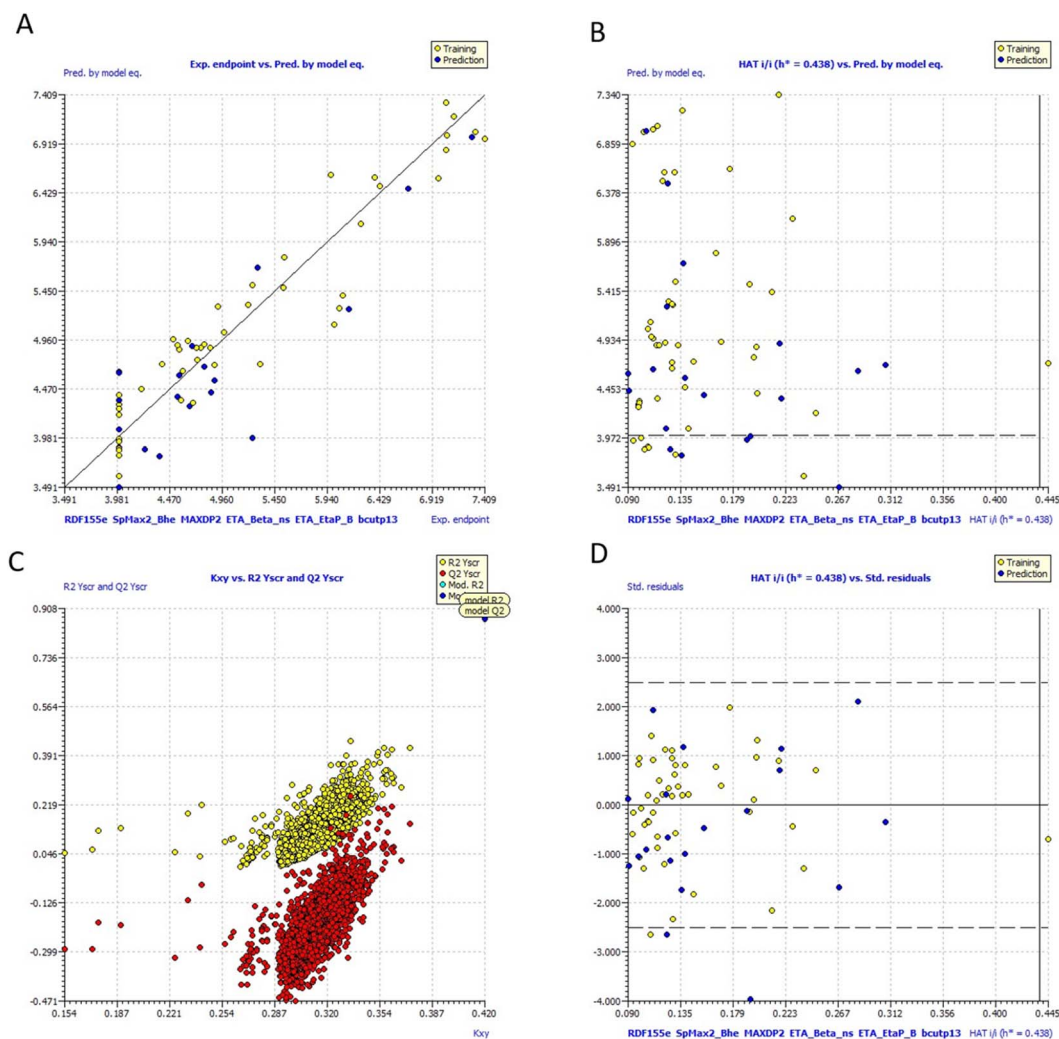 A
Exp. endpoint vs. Pred. by model eq.
Training
Prediction
Pred. by model eq.
7.409
6.919
6.429
5.940
5.450
4.960
4.470
3.981
3.491
3.491 3.981 4.470 4.960 5.450 5.940 6.429 6.919 7.409
RDF155e SpMax2_Bhe MAXDP2 ETA_Beta_ns ETA_EtaP_B bcutp13 Exp. endpoint
B
HAT i/i (h* = 0.438) vs. Pred. by model eq.
Training
Prediction
Pred. by model eq.
7.340
6.859
6.378
5.896
5.415
4.934
4.453
3.972
3.491
0.090 0.135 0.179 0.223 0.267 0.312 0.356 0.400 0.445
RDF155e SpMax2_Bhe MAXDP2 ETA_Beta_ns ETA_EtaP_B bcutp13 HAT i/i (h* = 0.438)
C
Kxy vs. R2 Yscr and Q2 Yscr
R2 Yscr
Q2 Yscr
Mod. R2
Mo
model R2
model Q2
R2 Yscr and Q2 Yscr
0.908
0.736
0.564
0.391
0.219
0.046
-0.126
-0.299
-0.471
0.154 0.187 0.221 0.254 0.287 0.320 0.354 0.387 0.420
Kxy
D
HAT i/i (h* = 0.438) vs. Std. residuals
Training
Prediction
Std. residuals
4.000
3.000
2.000
1.000
0.000
-1.000
-2.000
-3.000
-4.000
0.090 0.135 0.179 0.223 0.267 0.312 0.356 0.400 0.445
RDF155e SpMax2_Bhe MAXDP2 ETA_Beta_ns ETA_EtaP_B bcutp13 HAT i/i (h* = 0.438)